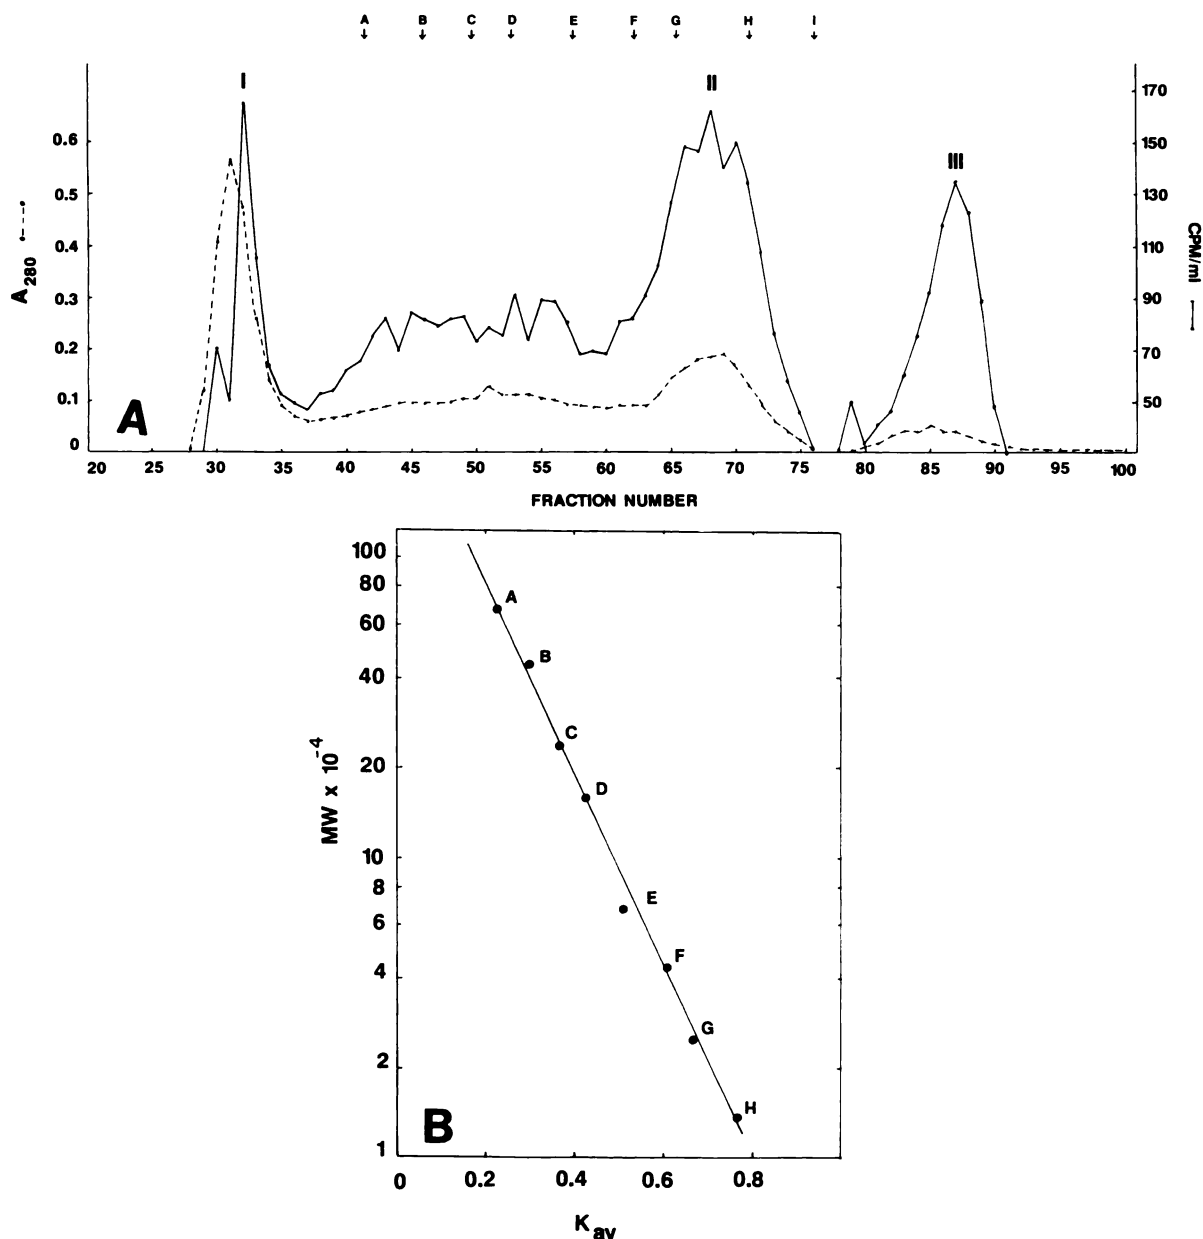 A B C D E F G H I
I II III
0.6 0.5 0.4 0.3 0.2 0.1 0
A280
170 150 130 110 90 70 50
CPM/ml
A
20 25 30 35 40 45 50 55 60 65 70 75 80 85 90 95 100
FRACTION NUMBER
100 80 60 40 20 10 8 6 4 2 1
MW x 10-4
A
B
C
D
E
F
G
H
B
0 0.2 0.4 0.6 0.8
Kav